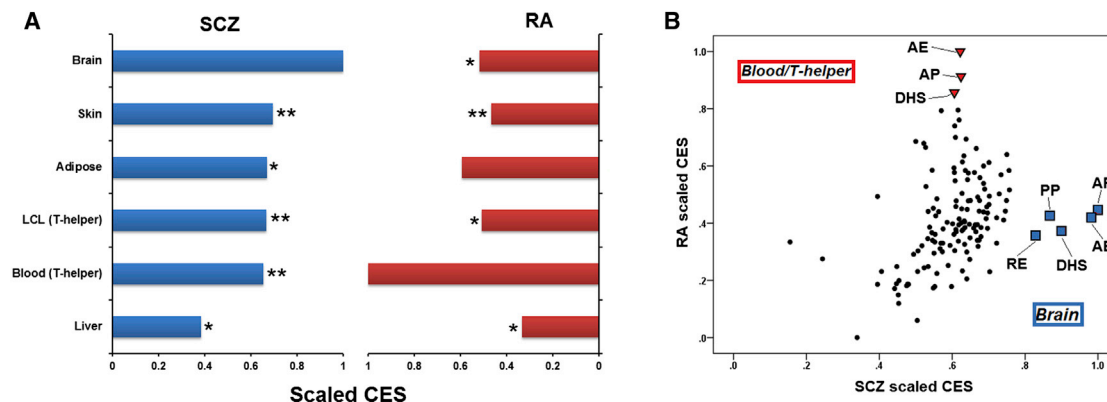 A
SCZ
RA
Brain
*
Skin
**
**
Adipose
*
LCL (T-helper)
**
*
Blood (T-helper)
**
Liver
*
*
0 0.2 0.4 0.6 0.8 1
1 0.8 0.6 0.4 0.2 0
Scaled CES
B
AE
Blood/T-helper
AP
DHS
PP
RE
DHS
Brain
RA scaled CES
1.0
.8
.6
.4
.2
.0
.0 .2 .4 .6 .8 1.0
SCZ scaled CES